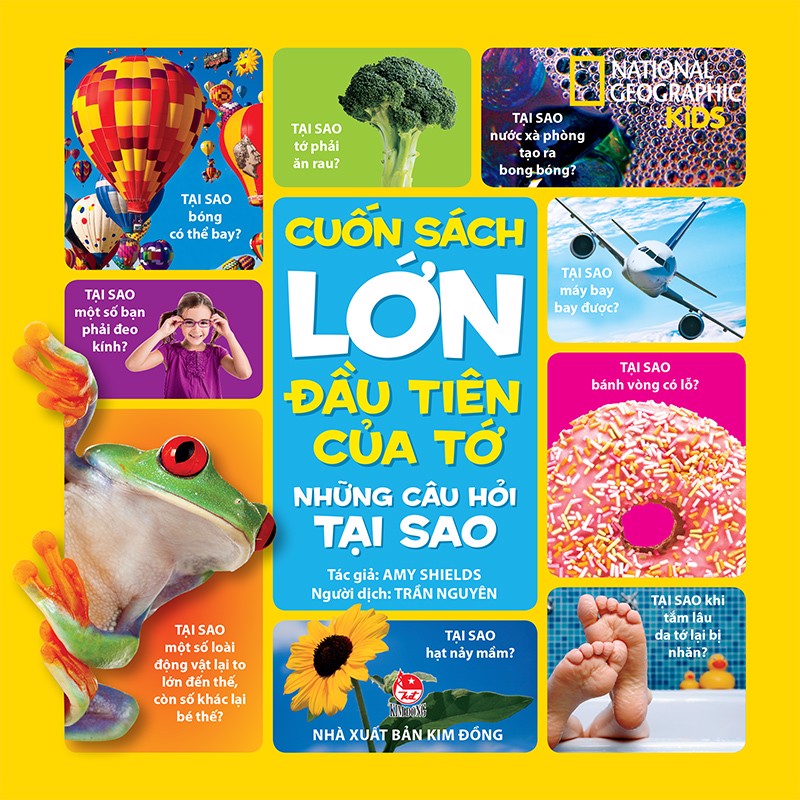 TẠI SAO
bóng
có thể bay?
TẠI SAO
tớ phải
ăn rau?
TẠI SAO
nước xà phòng
tạo ra
bong bóng?
NATIONAL
GEOGRAPHIC
KiDS
TẠI SAO
một số bạn
phải đeo
kính?
CUỐN SÁCH
LỚN
ĐẦU TIÊN
CỦA TỚ
NHỮNG CÂU HỎI
TẠI SAO
Tác giả: AMY SHIELDS
Người dịch: TRẦN NGUYÊN
TẠI SAO
máy bay
bay được?
TẠI SAO
bánh vòng có lỗ?
TẠI SAO
một số loài
động vật lại to
lớn đến thế,
còn số khác lại
bé thế?
TẠI SAO
hạt nảy mầm?
KIM ĐỒNG
NHÀ XUẤT BẢN KIM ĐỒNG
TẠI SAO khi
tắm lâu
da tớ lại bị
nhăn?